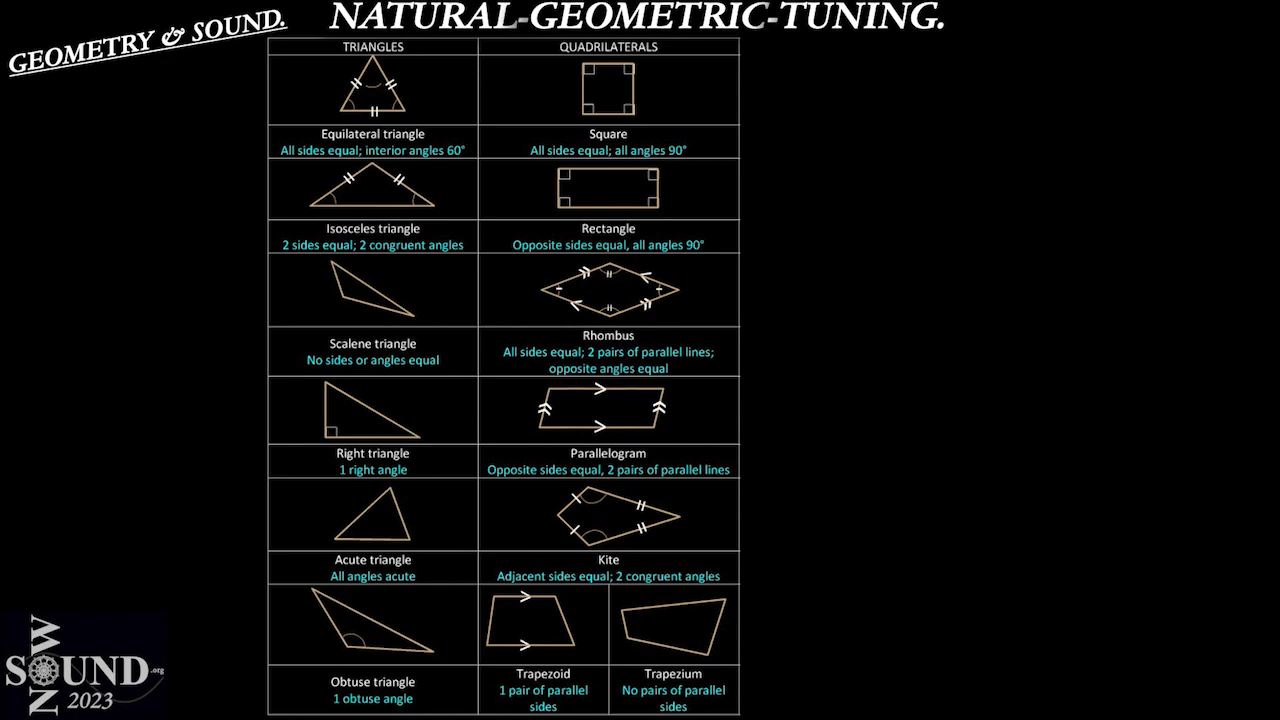 GEOMETRY & SOUND.
NATURAL-GEOMETRIC-TUNING.
TRIANGLES
QUADRILATERALS
Equilateral triangle
All sides equal; interior angles 60°
Square
All sides equal; all angles 90°
Isosceles triangle
2 sides equal; 2 congruent angles
Rectangle
Opposite sides equal, all angles 90°
Scalene triangle
No sides or angles equal
Rhombus
All sides equal; 2 pairs of parallel lines;
opposite angles equal
Right triangle
1 right angle
Parallelogram
Opposite sides equal, 2 pairs of parallel lines
Acute triangle
All angles acute
Kite
Adjacent sides equal; 2 congruent angles
Obtuse triangle
1 obtuse angle
Trapezoid
1 pair of parallel
sides
Trapezium
No pairs of parallel
sides
NEW
SOUND.org
2023